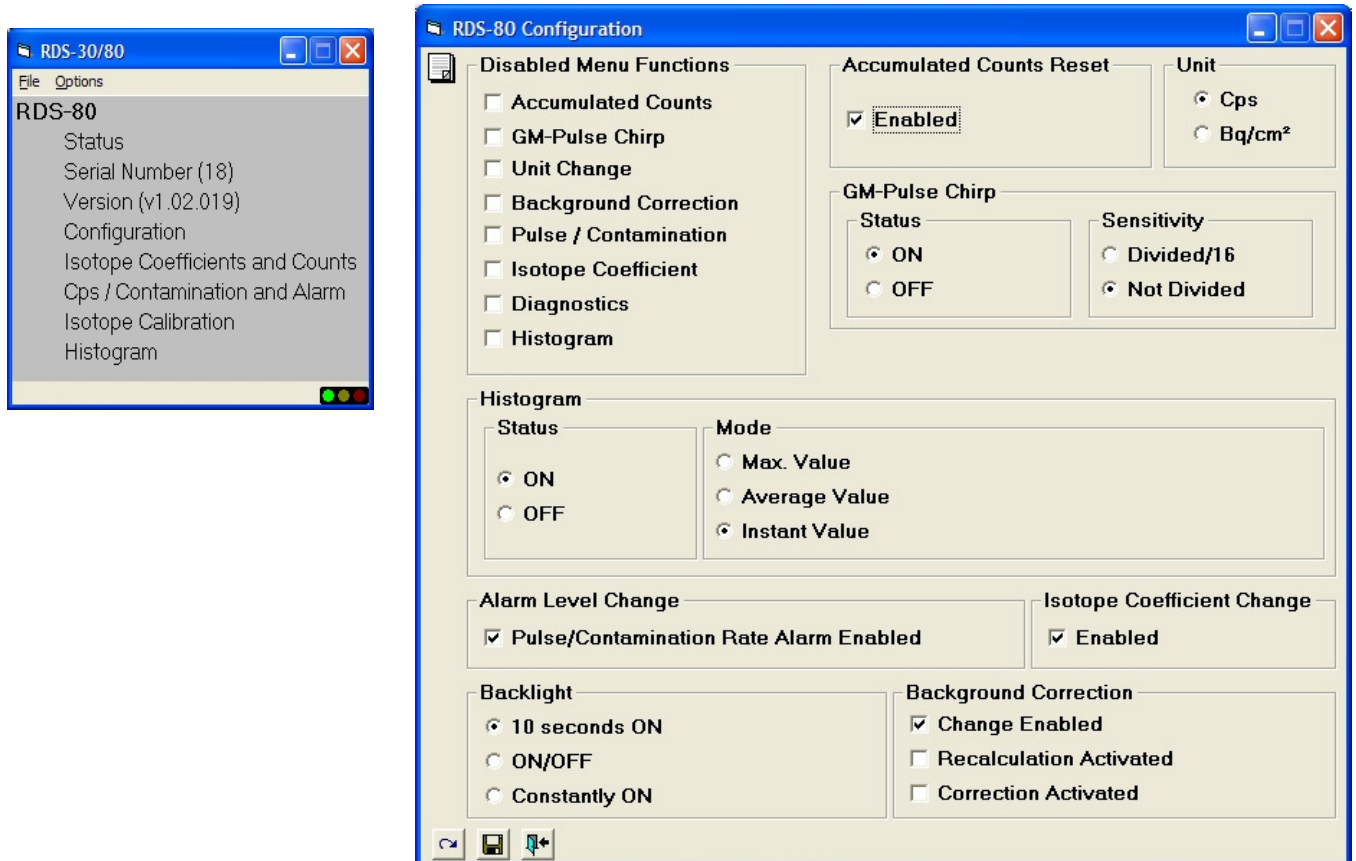 RDS-30/80
File Options
RDS-80
Status
Serial Number (18)
Version (v1.02.019)
Configuration
Isotope Coefficients and Counts
Cps / Contamination and Alarm
Isotope Calibration
Histogram
RDS-80 Configuration
Disabled Menu Functions
Accumulated Counts
GM-Pulse Chirp
Unit Change
Background Correction
Pulse / Contamination
Isotope Coefficient
Diagnostics
Histogram
Accumulated Counts Reset
Enabled
Unit
Cps
Bq/cm²
GM-Pulse Chirp
Status
ON
OFF
Sensitivity
Divided/16
Not Divided
Histogram
Status
ON
OFF
Mode
Max. Value
Average Value
Instant Value
Alarm Level Change
Pulse/Contamination Rate Alarm Enabled
Isotope Coefficient Change
Enabled
Backlight
10 seconds ON
ON/OFF
Constantly ON
Background Correction
Change Enabled
Recalculation Activated
Correction Activated